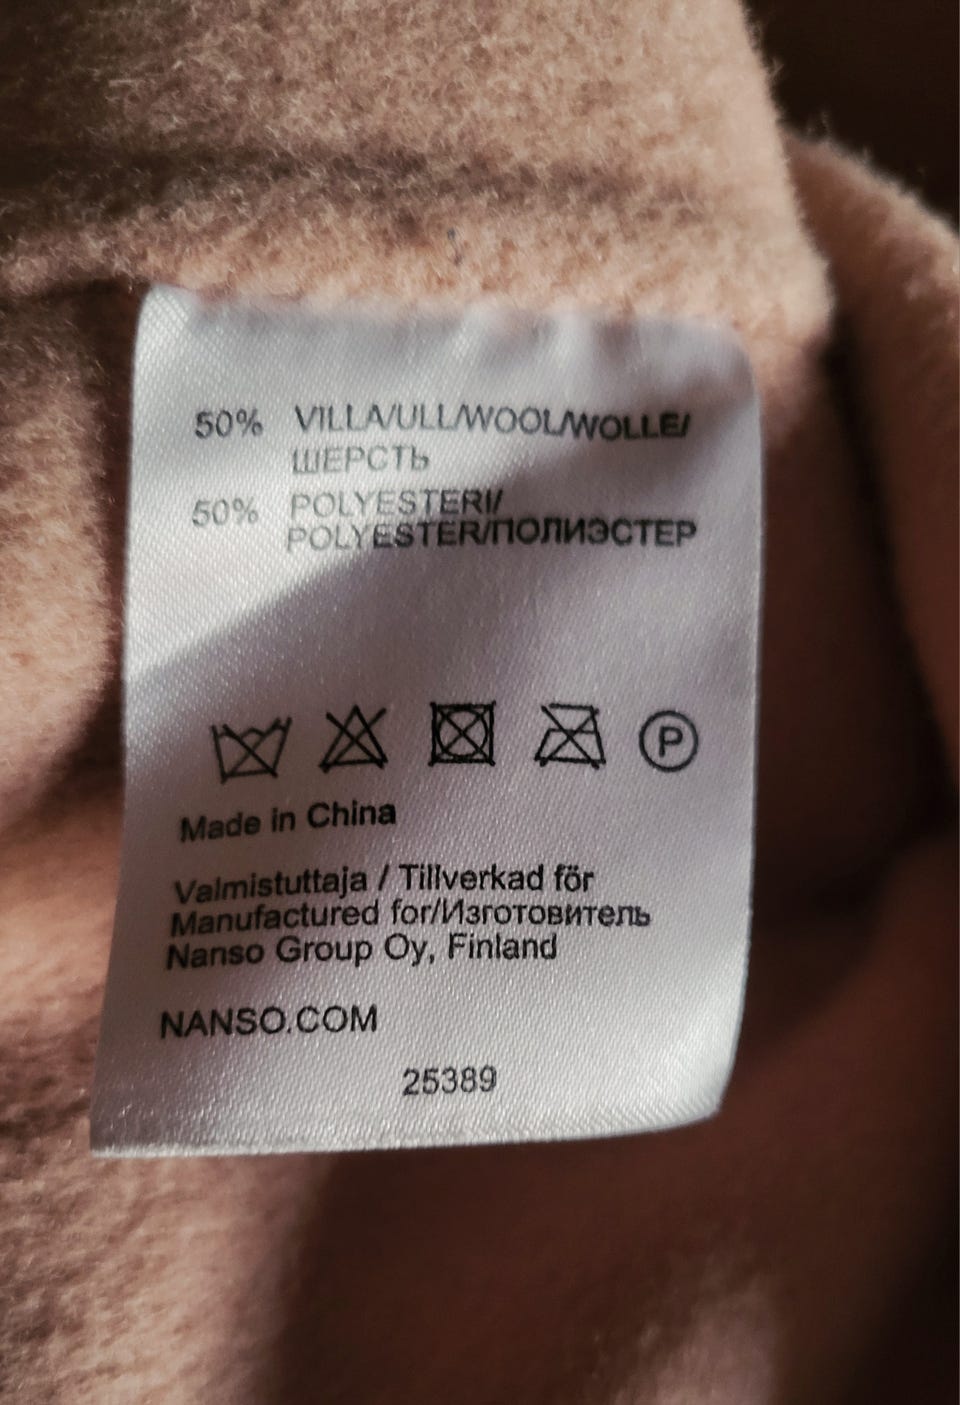 50% VILLA/ULL/WOOL/WOLLE/
ШЕРСТЬ
50% POLYESTERI/
POLYESTER/ПОЛИЭСТЕР
P
Made in China
Valmistuttaja / Tillverkad för
Manufactured for/Изготовитель
Nanso Group Oy, Finland
NANSO.COM
25389